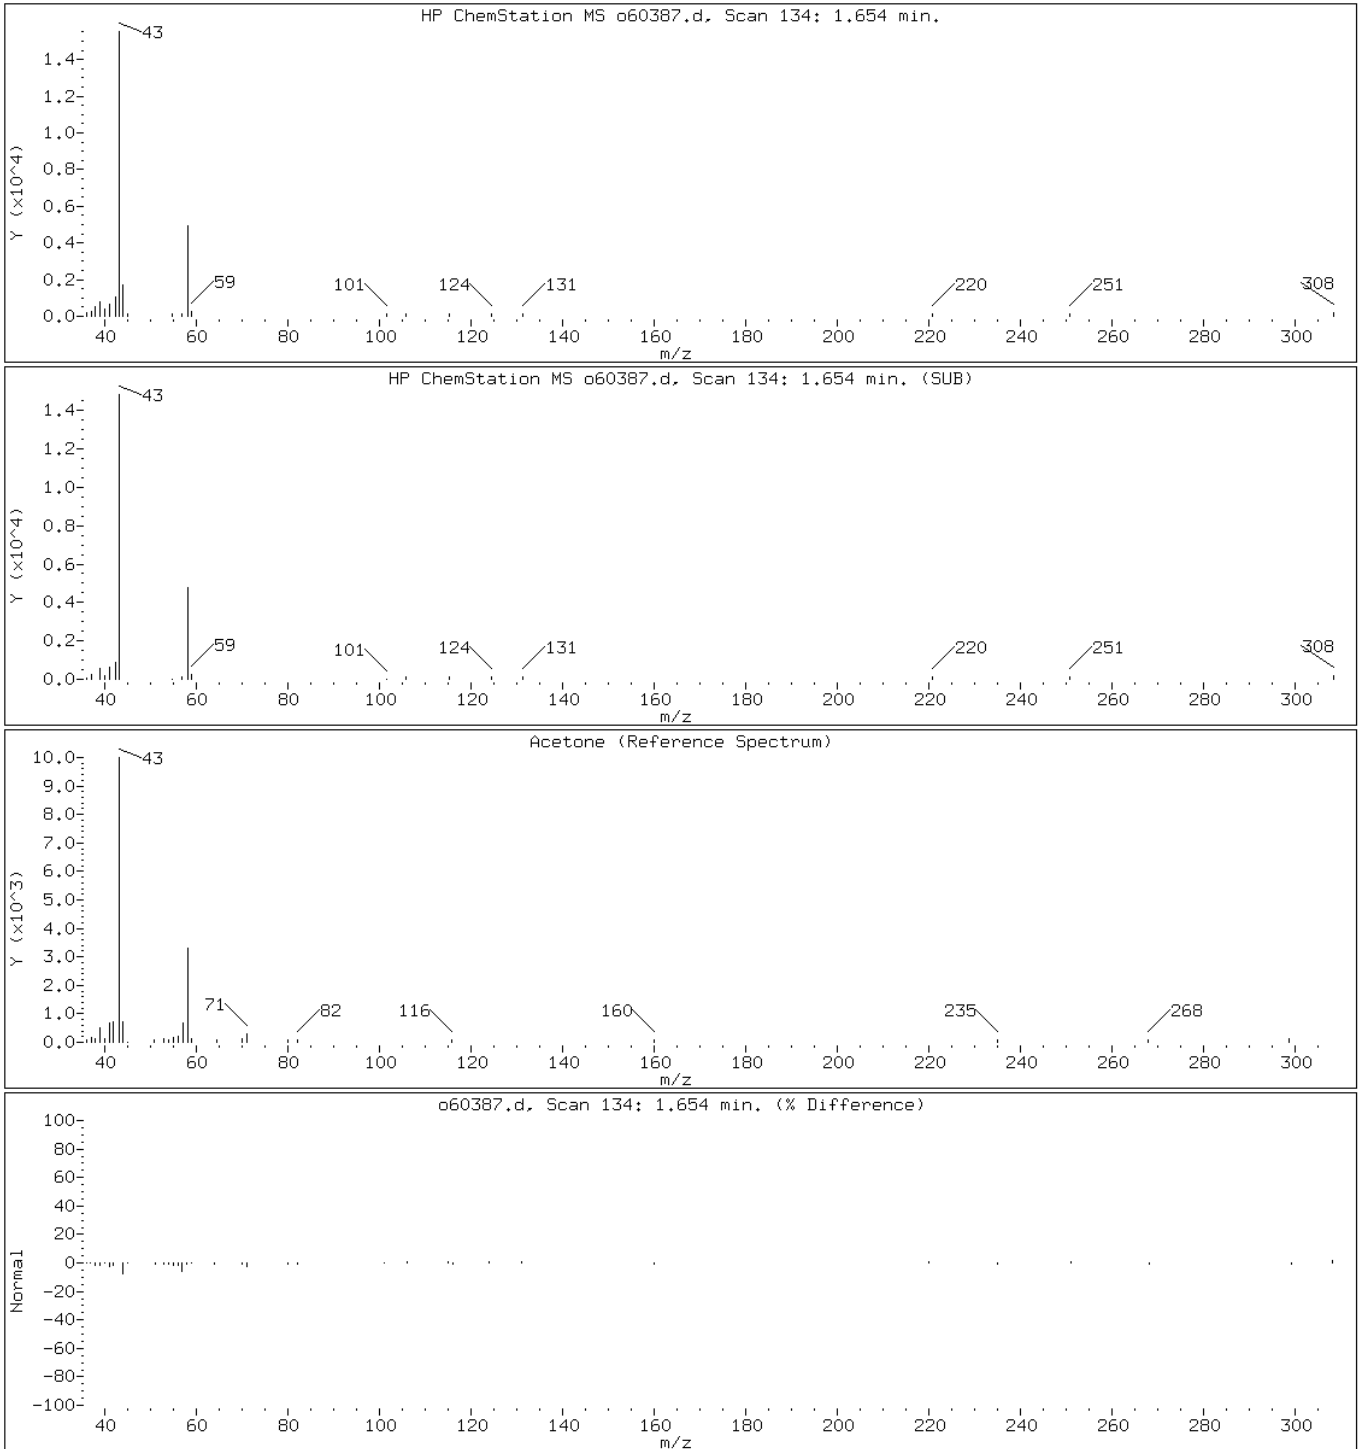 HP ChemStation MS o60387.d, Scan 134: 1.654 min.
43
1.4
1.2
1.0
0.8
0.6
0.4
0.2
0.0
Y (x10^4)
59 101 124 131 220 251 308
40 60 80 100 120 140 160 180 200 220 240 260 280 300
m/z
HP ChemStation MS o60387.d, Scan 134: 1.654 min. (SUB)
43
1.4
1.2
1.0
0.8
0.6
0.4
0.2
0.0
Y (x10^4)
59 101 124 131 220 251 308
40 60 80 100 120 140 160 180 200 220 240 260 280 300
m/z
Acetone (Reference Spectrum)
43
10.0
9.0
8.0
7.0
6.0
5.0
4.0
3.0
2.0
1.0
0.0
Y (x10^3)
71 82 116 160 235 268
40 60 80 100 120 140 160 180 200 220 240 260 280 300
m/z
o60387.d, Scan 134: 1.654 min. (% Difference)
100
80
60
40
20
0
-20
-40
-60
-80
-100
Normal
40 60 80 100 120 140 160 180 200 220 240 260 280 300
m/z